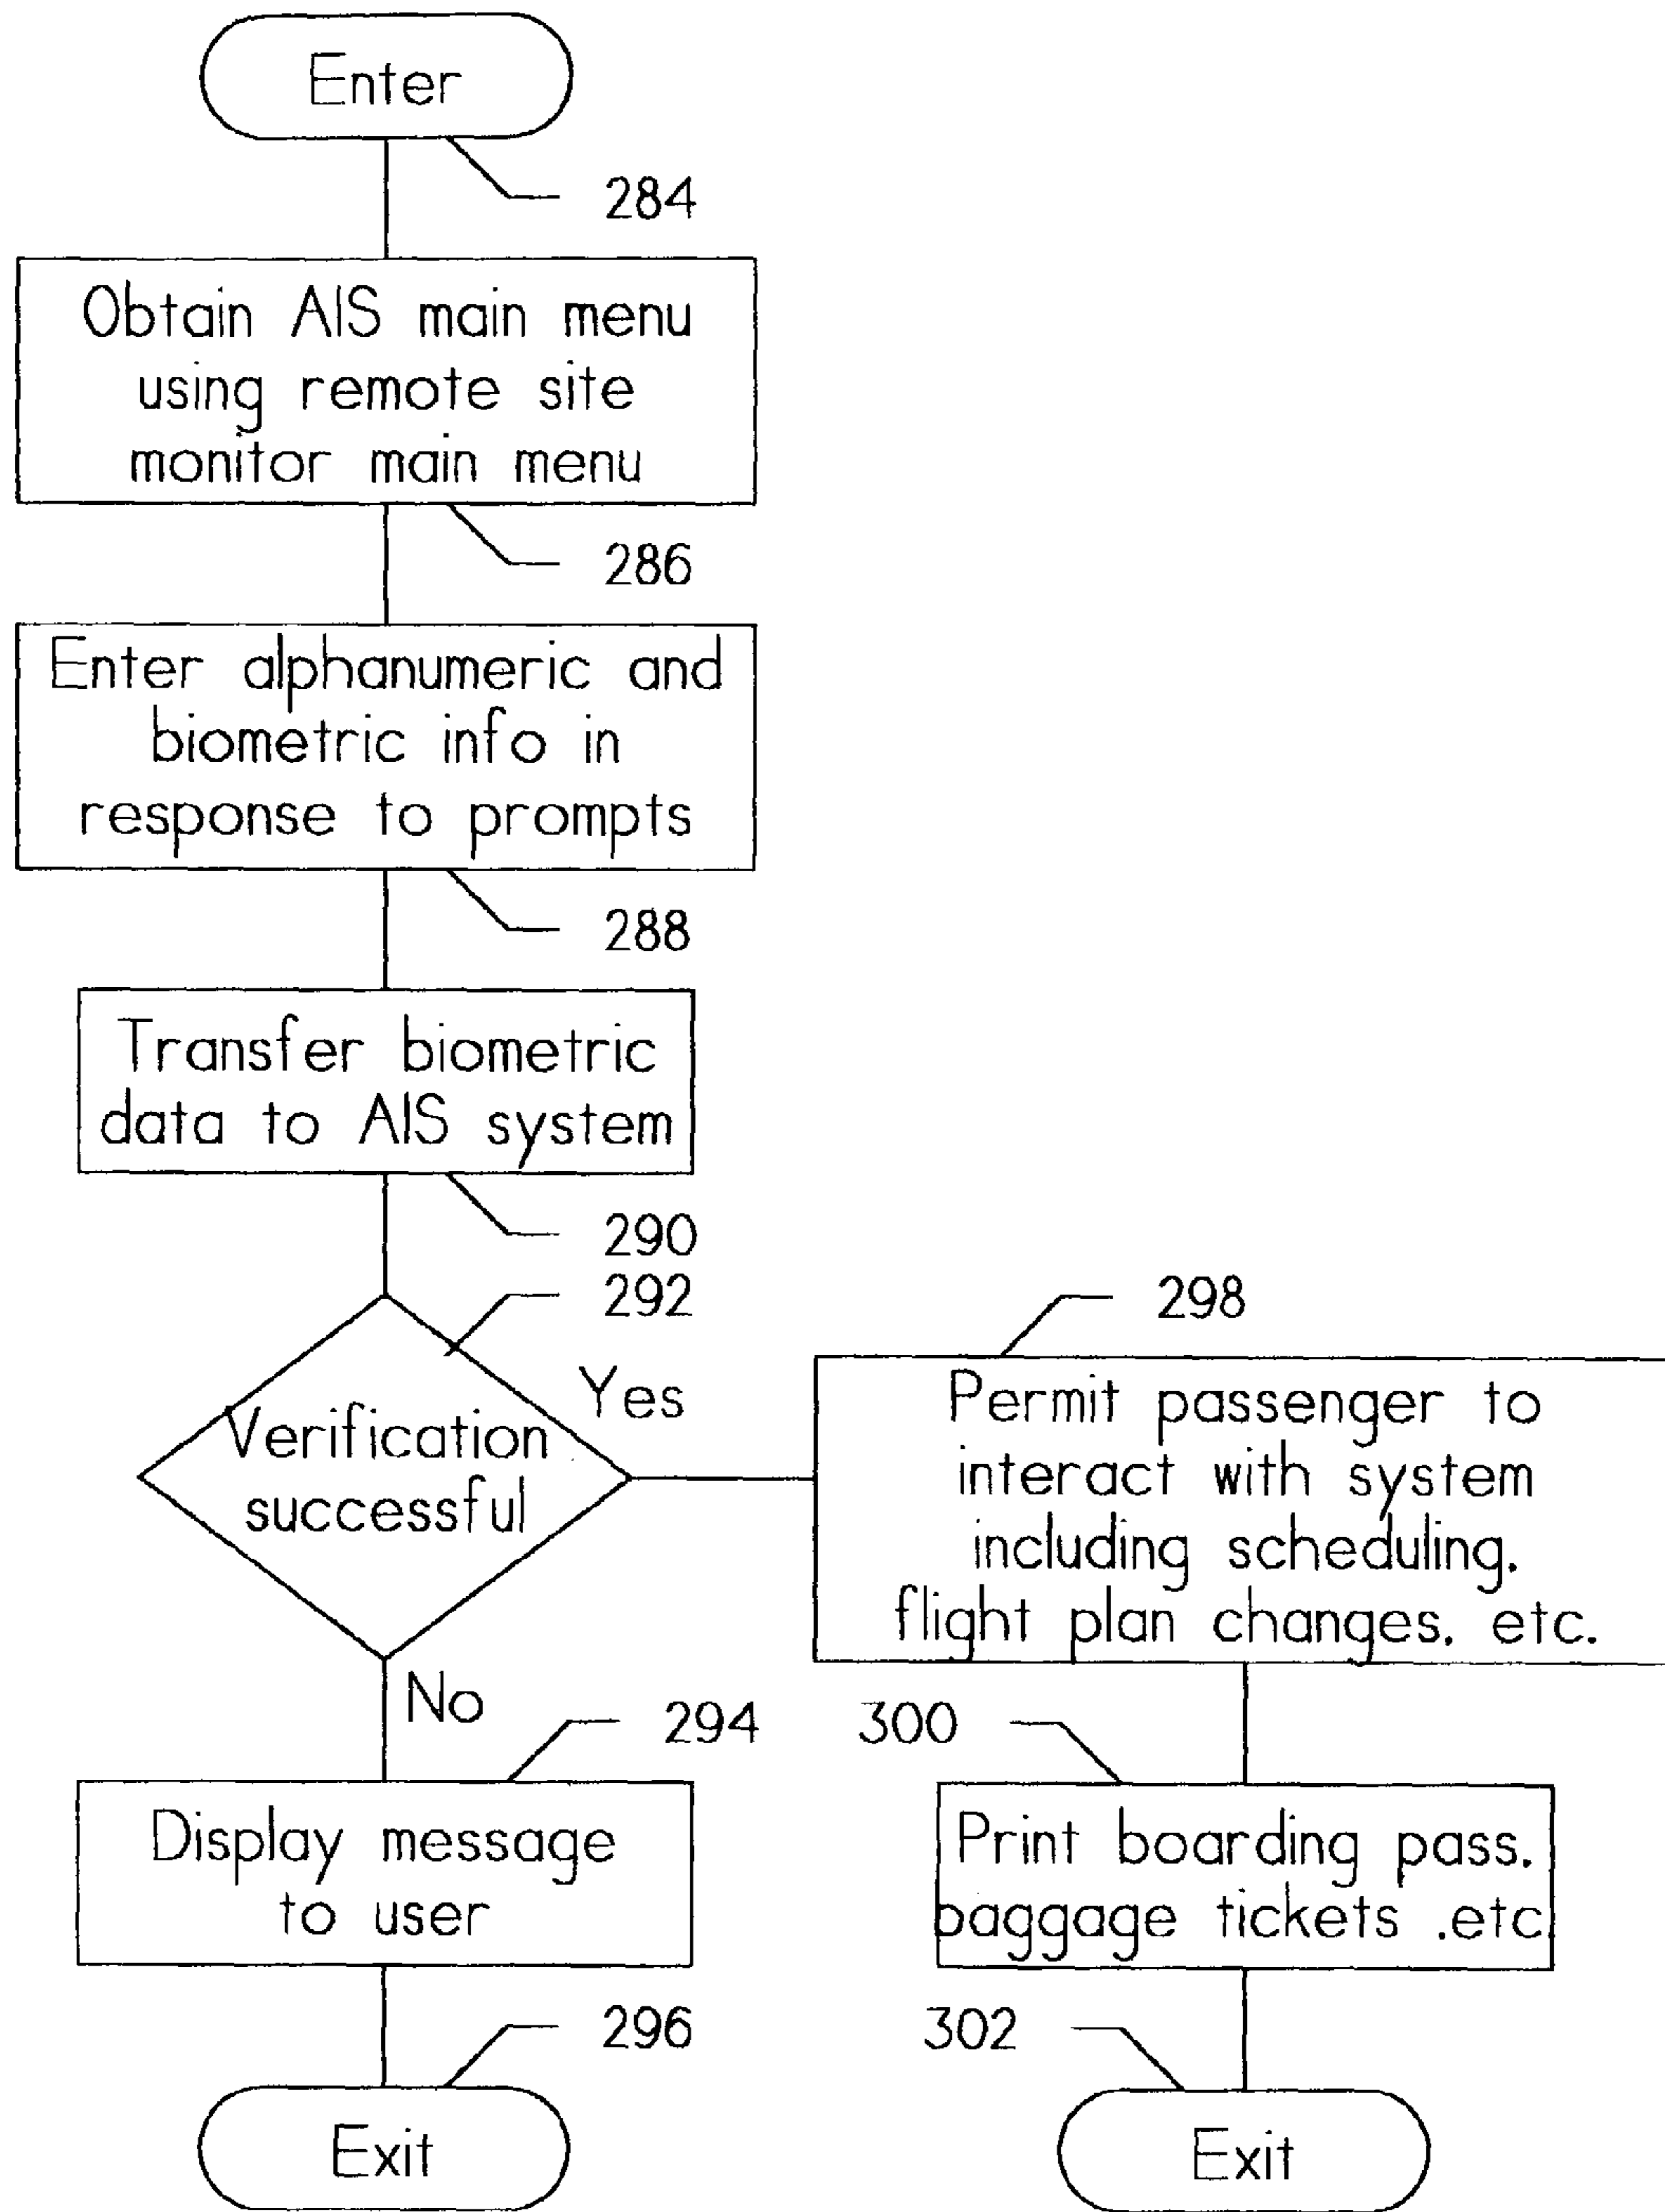 Enter
284
Obtain AIS main menu
using remote site
monitor main menu
286
Enter alphanumeric and
biometric info in
response to prompts
288
Transfer biometric
data to AIS system
290
292
Verification
successful
Yes
No
298
Permit passenger to
interact with system
including scheduling.
flight plan changes. etc.
294
Display message
to user
296
Exit
300
Print boarding pass.
baggage tickets .etc
302
Exit